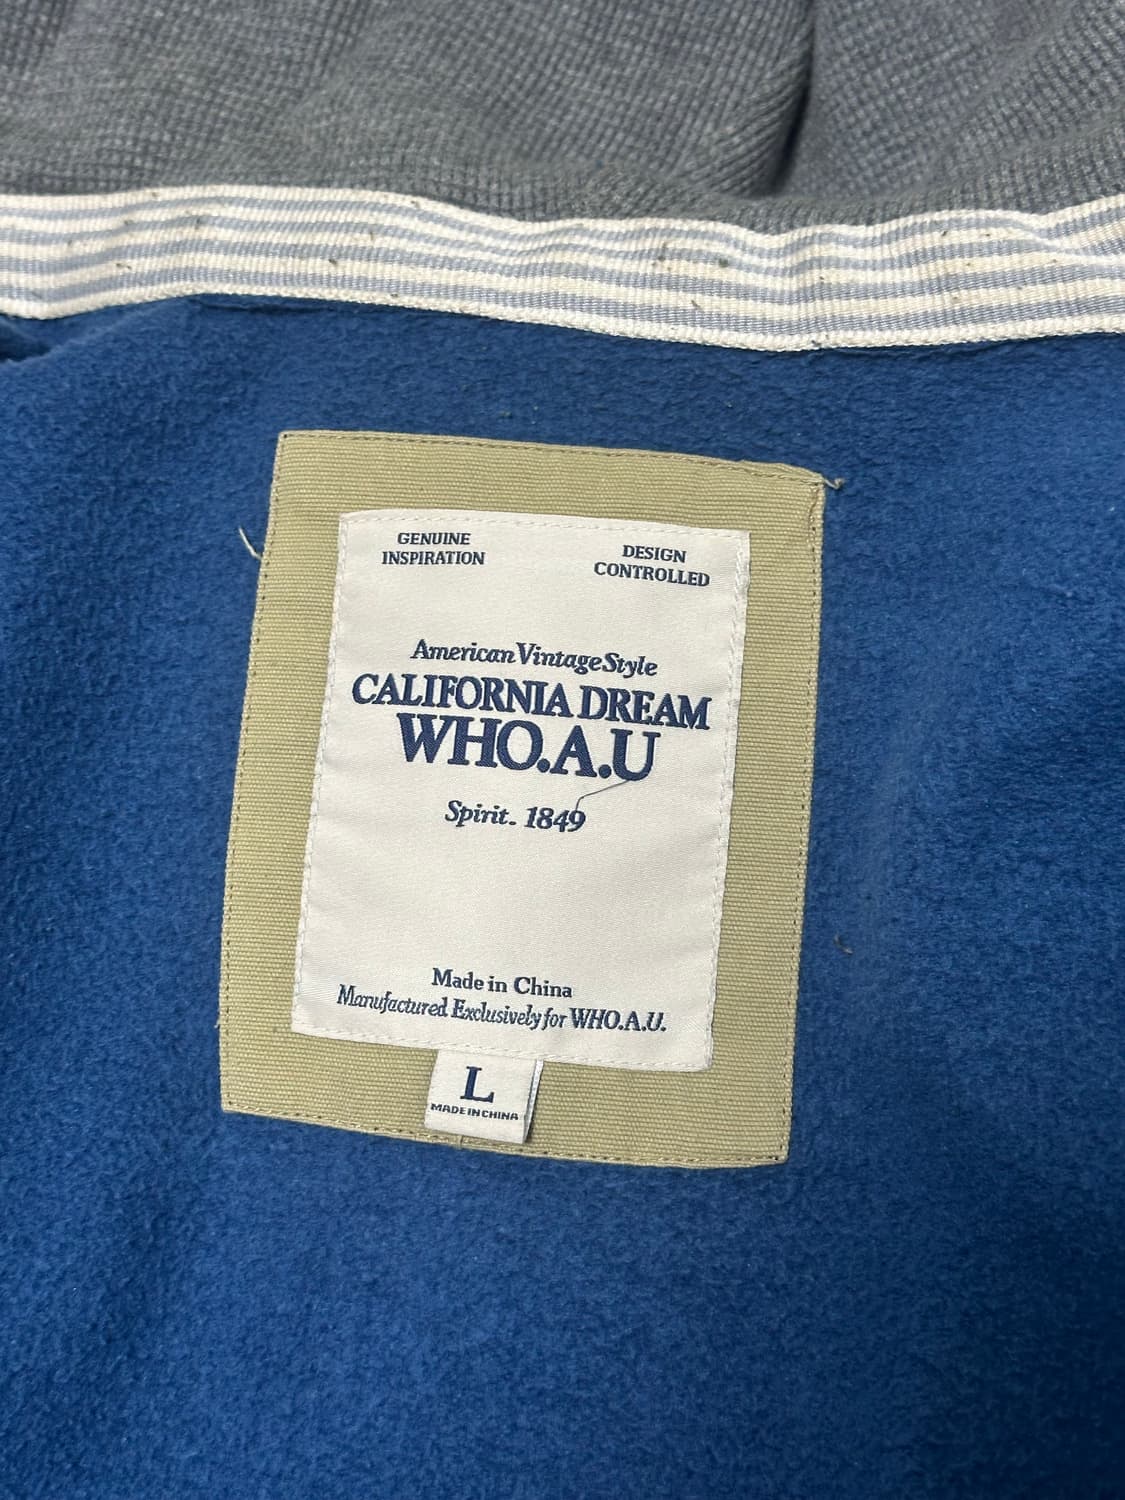 GENUINE
INSPIRATION
DESIGN
CONTROLLED
American Vintage Style
CALIFORNIA DREAM
WHO.A.U
Spirit. 1849
Made in China
Manufactured Exclusively for WHO.A.U.
L
MADE IN CHINA